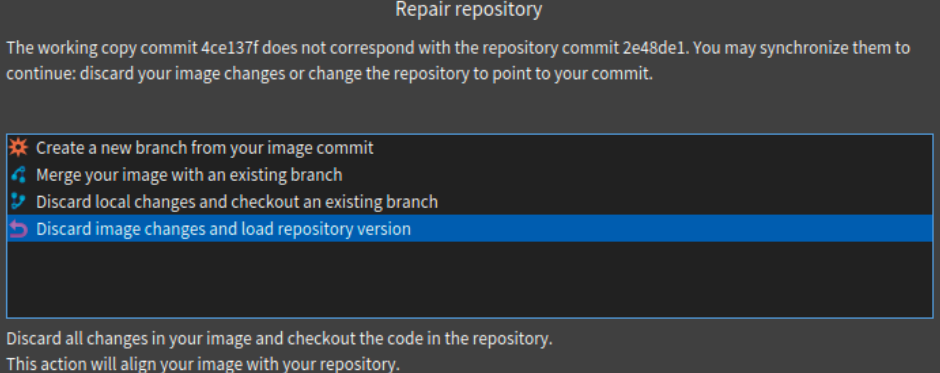 Repair repository
The working copy commit 4ce137f does not correspond with the repository commit 2e48de1. You may synchronize them to
continue: discard your image changes or change the repository to point to your commit.
Create a new branch from your image commit
Merge your image with an existing branch
Discard local changes and checkout an existing branch
Discard image changes and load repository version
Discard all changes in your image and checkout the code in the repository.
This action will align your image with your repository.